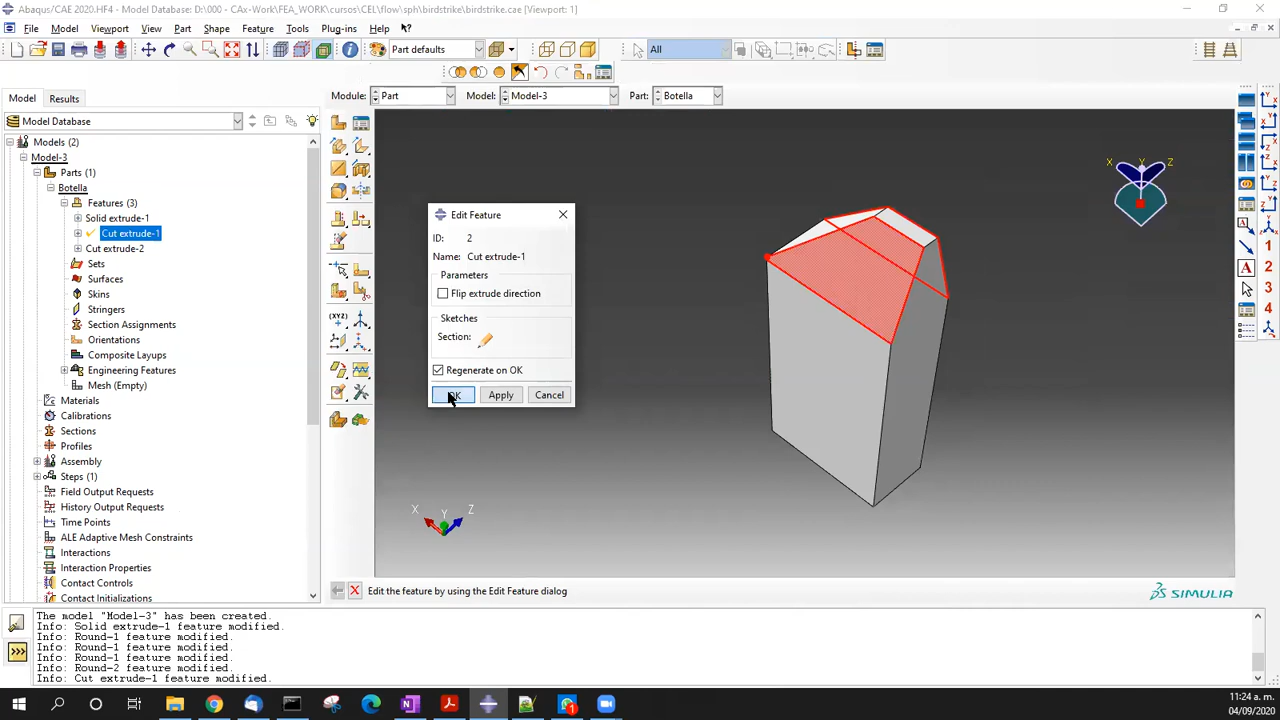 Abaqus/CAE 2020.HF4 - Model Database: D:\000 - CAx-Work\FEA_WORK\cursos\CEL\flow\sph\birdstrike\birdstrike.cae [Viewport: 1]
File Model Viewport View Part Shape Feature Tools Plug-ins Help
Part defaults
All
Model Results
Module: Part Model: Model-3 Part: Botella
Model Database
Models (2)
Model-3
Parts (1)
Botella
Features (3)
Solid extrude-1
Cut extrude-1
Cut extrude-2
Sets
Surfaces
Skins
Stringers
Section Assignments
Orientations
Composite Layups
Engineering Features
Mesh (Empty)
Materials
Calibrations
Sections
Profiles
Assembly
Steps (1)
Field Output Requests
History Output Requests
Time Points
ALE Adaptive Mesh Constraints
Interactions
Interaction Properties
Contact Controls
Contact Initializations
(XYZ)
Edit Feature
ID: 2
Name: Cut extrude-1
Parameters
Flip extrude direction
Sketches
Section:
Regenerate on OK
OK Apply Cancel
X Y Z
X Y Z
A
1
2
3
4
Edit the feature by using the Edit Feature dialog
SIMULIA
>>>
The model "Model-3" has been created.
Info: Solid extrude-1 feature modified.
Info: Round-1 feature modified.
Info: Round-1 feature modified.
Info: Round-1 feature modified.
Info: Round-2 feature modified.
Info: Cut extrude-1 feature modified.
11:24 a. m.
04/09/2020